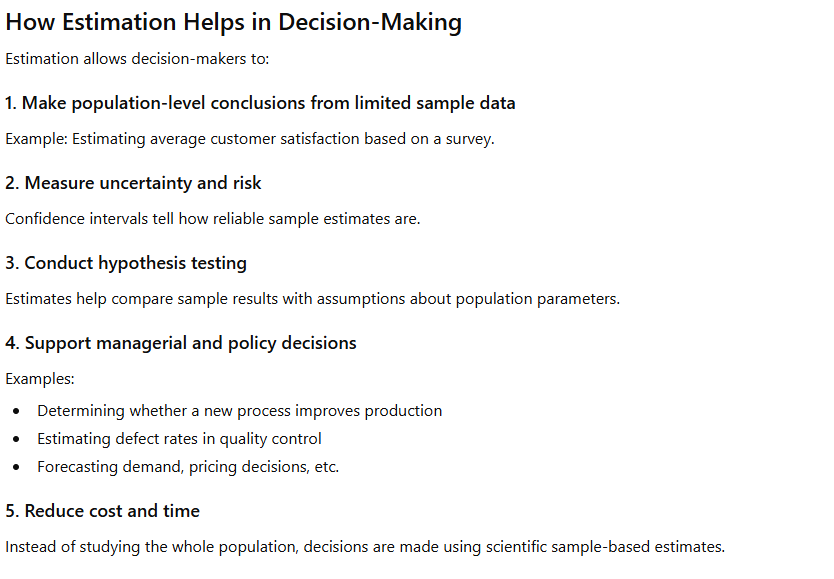 How Estimation Helps in Decision-Making
Estimation allows decision-makers to:
1. Make population-level conclusions from limited sample data
Example: Estimating average customer satisfaction based on a survey.
2. Measure uncertainty and risk
Confidence intervals tell how reliable sample estimates are.
3. Conduct hypothesis testing
Estimates help compare sample results with assumptions about population parameters.
4. Support managerial and policy decisions
Examples:
• Determining whether a new process improves production
• Estimating defect rates in quality control
• Forecasting demand, pricing decisions, etc.
5. Reduce cost and time
Instead of studying the whole population, decisions are made using scientific sample-based estimates.